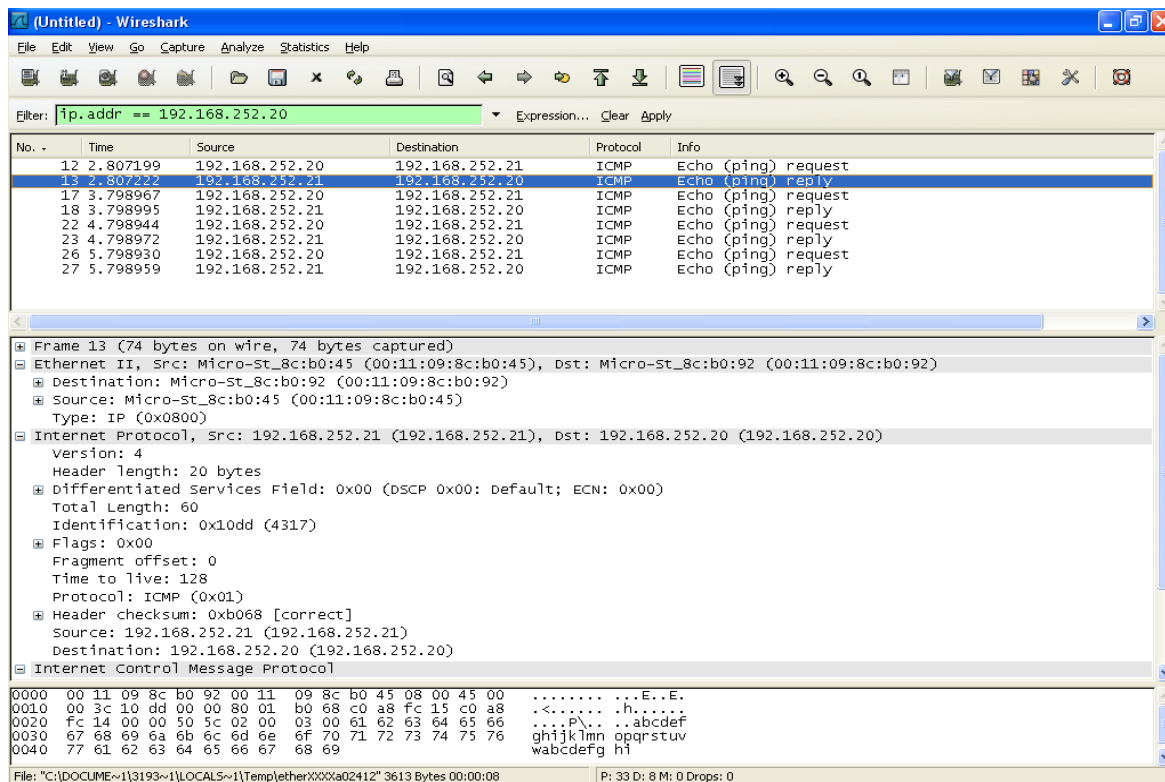 (Untitled) - Wireshark
File Edit View Go Capture Analyze Statistics Help
Filter: ip.addr == 192.168.252.20 Expression... Clear Apply
No. - Time Source Destination Protocol Info
12 2.807199 192.168.252.20 192.168.252.21 ICMP Echo (ping) request
13 2.807222 192.168.252.21 192.168.252.20 ICMP Echo (ping) reply
17 3.798967 192.168.252.20 192.168.252.21 ICMP Echo (ping) request
18 3.798995 192.168.252.21 192.168.252.20 ICMP Echo (ping) reply
22 4.798944 192.168.252.20 192.168.252.21 ICMP Echo (ping) request
23 4.798972 192.168.252.21 192.168.252.20 ICMP Echo (ping) reply
26 5.798930 192.168.252.20 192.168.252.21 ICMP Echo (ping) request
27 5.798959 192.168.252.21 192.168.252.20 ICMP Echo (ping) reply
Frame 13 (74 bytes on wire, 74 bytes captured)
Ethernet II, Src: Micro-St_8c:b0:45 (00:11:09:8c:b0:45), Dst: Micro-St_8c:b0:92 (00:11:09:8c:b0:92)
Destination: Micro-St_8c:b0:92 (00:11:09:8c:b0:92)
Source: Micro-St_8c:b0:45 (00:11:09:8c:b0:45)
Type: IP (0x0800)
Internet Protocol, Src: 192.168.252.21 (192.168.252.21), Dst: 192.168.252.20 (192.168.252.20)
Version: 4
Header length: 20 bytes
Differentiated Services Field: 0x00 (DSCP 0x00: Default; ECN: 0x00)
Total Length: 60
Identification: 0x10dd (4317)
Flags: 0x00
Fragment offset: 0
Time to live: 128
Protocol: ICMP (0x01)
Header checksum: 0xb068 [correct]
Source: 192.168.252.21 (192.168.252.21)
Destination: 192.168.252.20 (192.168.252.20)
Internet Control Message Protocol
0000 00 11 09 8c b0 92 00 11 09 8c b0 45 08 00 45 00 ........ ...E..E.
0010 00 3c 10 dd 00 00 80 01 b0 68 c0 a8 fc 15 c0 a8 .<...... .h......
0020 fc 14 00 00 50 5c 02 00 03 00 61 62 63 64 65 66 ....P\.. ..abcdef
0030 67 68 69 6a 6b 6c 6d 6e 6f 70 71 72 73 74 75 76 ghijklmn opqrstuv
0040 77 61 62 63 64 65 66 67 68 69 wabcdefg hi
File: "C:\DOCUME~1\3193~1\LOCALS~1\Temp\etherXXXXa02412" 3613 Bytes 00:00:08 P: 33 D: 8 M: 0 Drops: 0